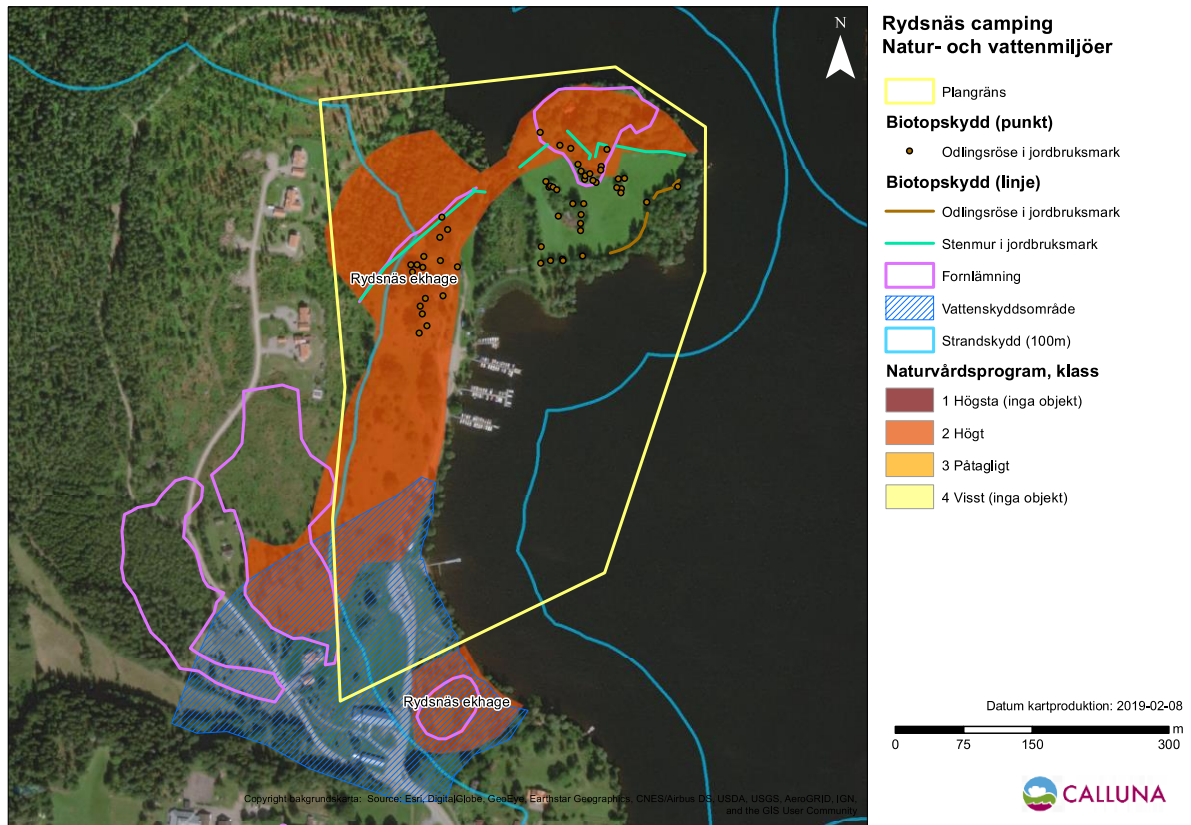 N
Rydsnäs ekhage
Rydsnäs ekhage
Copyright bakgrundskarta: Source: Esri, DigitalGlobe, GeoEye, Earthstar Geographics, CNES/Airbus DS, USDA, USGS, AeroGRID, IGN,
and the GIS User Community
Rydsnäs camping
Natur- och vattenmiljöer
Plangräns
Biotopskydd (punkt)
Odlingsröse i jordbruksmark
Biotopskydd (linje)
Odlingsröse i jordbruksmark
Stenmur i jordbruksmark
Fornlämning
Vattenskyddsområde
Strandskydd (100m)
Naturvårdsprogram, klass
1 Högsta (inga objekt)
2 Högt
3 Påtagligt
4 Visst (inga objekt)
Datum kartproduktion: 2019-02-08
m
0 75 150 300
CALLUNA